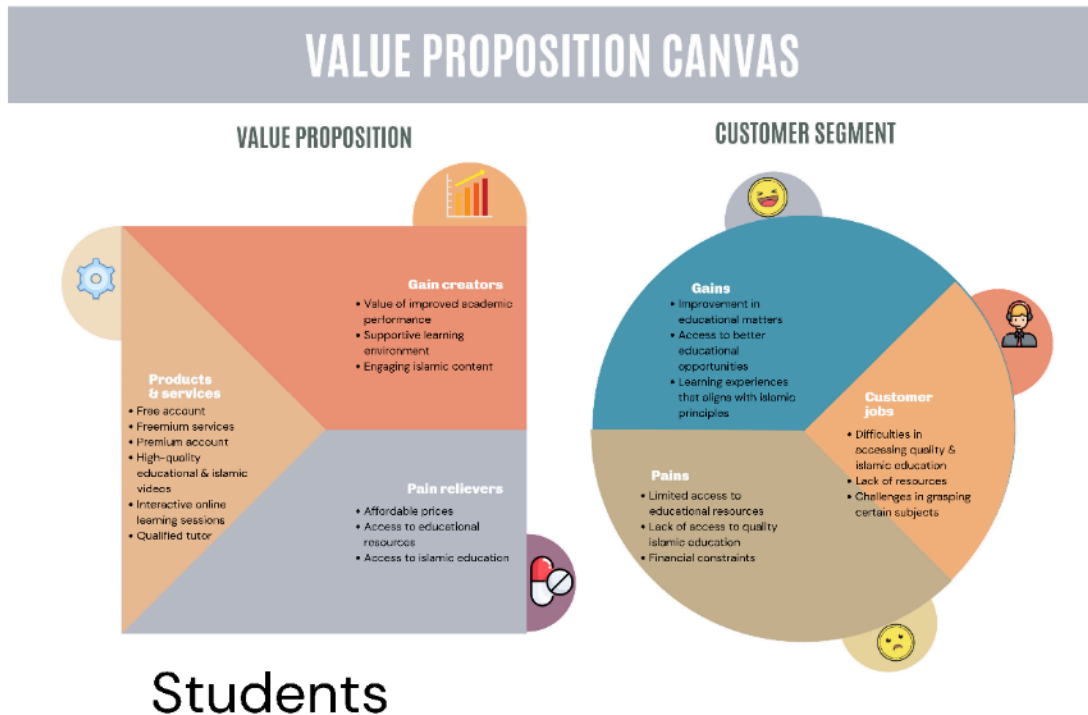 VALUE PROPOSITION CANVAS
VALUE PROPOSITION
Gain creators
• Value of improved academic
performance
• Supportive learning
environment
• Engaging islamic content
Products
& services
• Free account
• Freemium services
• Premium account
• High-quality
educational & islamic
videos
• Interactive online
learning sessions
• Qualified tutor
Pain relievers
• Affordable prices
• Access to educational
resources
• Access to islamic education
CUSTOMER SEGMENT
Gains
• Improvement in
educational matters
• Access to better
educational
opportunities
• Learning experiences
that aligns with islamic
principles
Customer
jobs
• Difficulties in
accessing quality &
islamic education
• Lack of resources
• Challenges in grasping
certain subjects
Pains
• Limited access to
educational resources
• Lack of access to quality
islamic education
• Financial constraints
Students